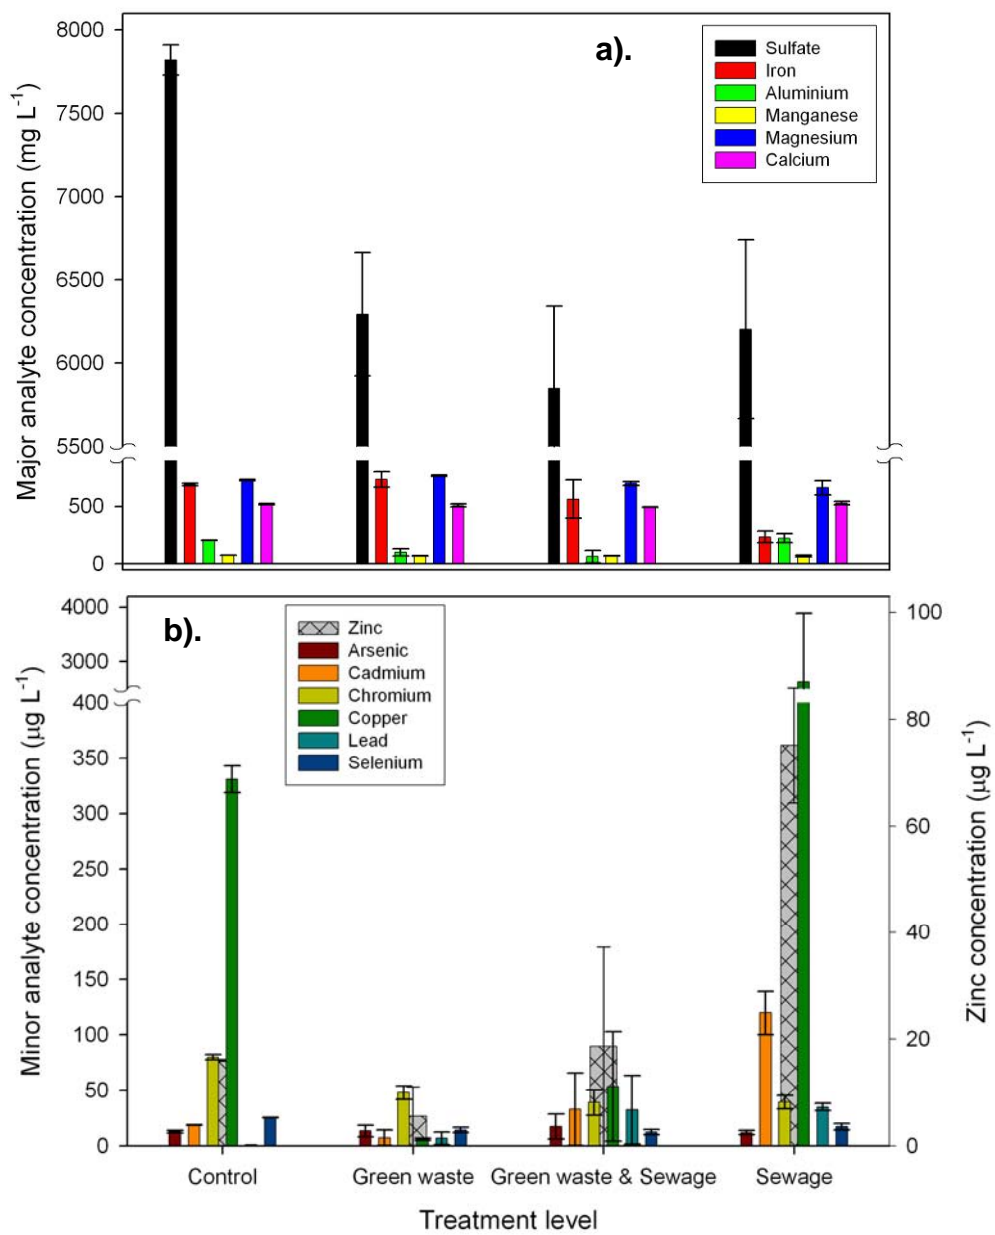 a).
Sulfate
Iron
Aluminium
Manganese
Magnesium
Calcium
Major analyte concentration (mg L⁻¹)
8000
7500
7000
6500
6000
5500
500
0
b).
Zinc
Arsenic
Cadmium
Chromium
Copper
Lead
Selenium
Minor analyte concentration (µg L⁻¹)
4000
3000
400
350
300
250
200
150
100
50
0
100
80
60
40
20
0
Zinc concentration (µg L⁻¹)
Control
Green waste
Green waste & Sewage
Sewage
Treatment level